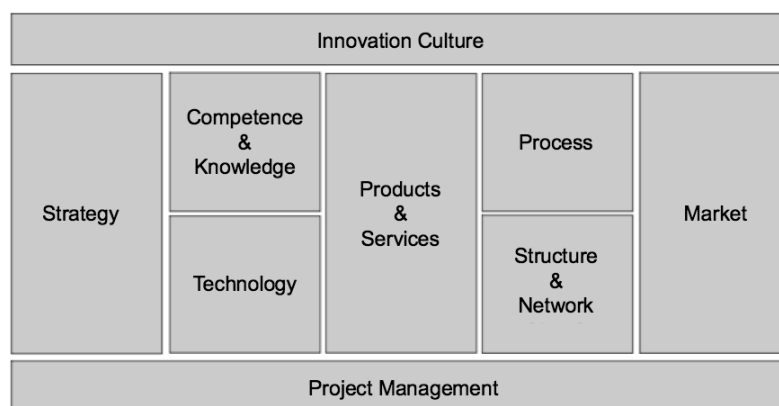 Innovation Culture
Strategy
Competence
&
Knowledge
Technology
Products
&
Services
Process
Structure
&
Network
Market
Project Management